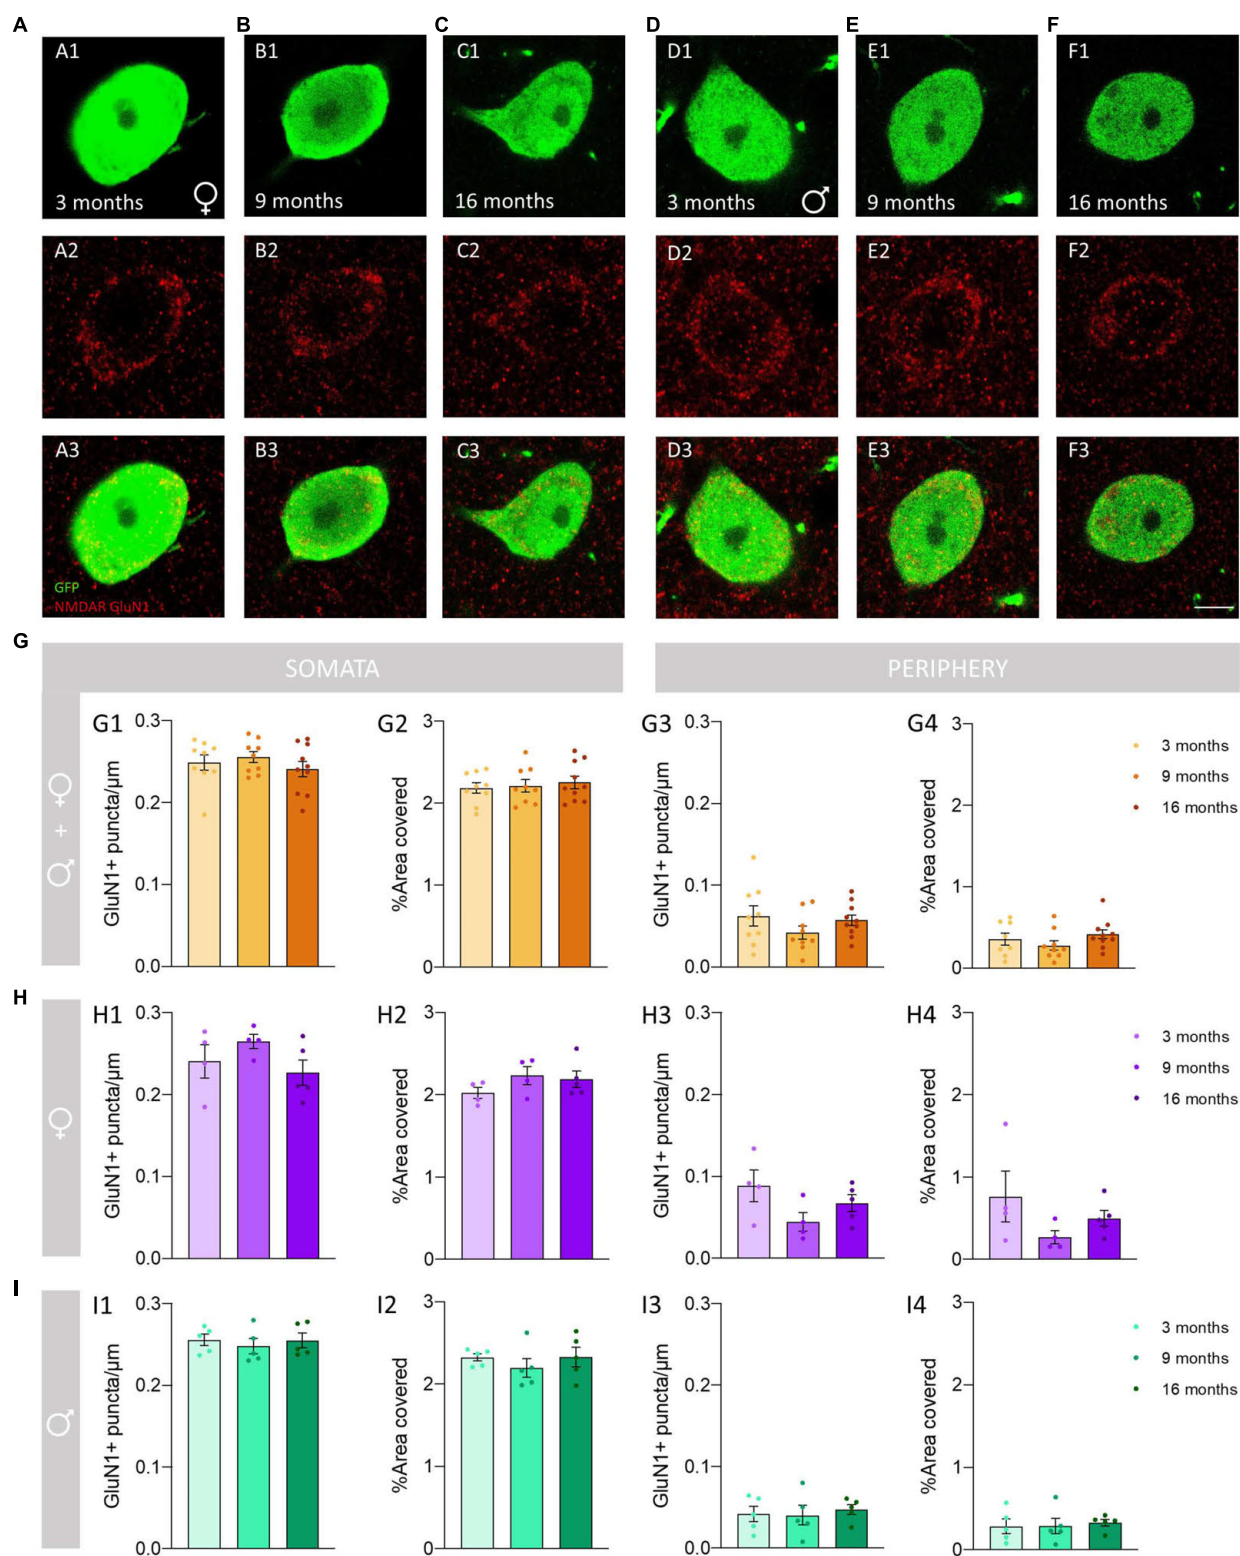 A B C D E F
A1 B1 C1 D1 ♂ E1 F1
3 months ♀ 9 months 16 months 3 months 9 months 16 months
A2 B2 C2 D2 E2 F2
A3 B3 C3 D3 E3 F3
GFP
NMDAR GluN1
G
SOMATA PERIPHERY
♀ + ♂
G1
GluN1+ puncta/µm
0.3
0.2
0.1
0.0
G2
%Area covered
3
2
1
0
G3
GluN1+ puncta/µm
0.3
0.2
0.1
0.0
G4
%Area covered
3
2
1
0
3 months
9 months
16 months
H
♀
H1
GluN1+ puncta/µm
0.3
0.2
0.1
0.0
H2
%Area covered
3
2
1
0
H3
GluN1+ puncta/µm
0.3
0.2
0.1
0.0
H4
%Area covered
3
2
1
0
3 months
9 months
16 months
I
♂
I1
GluN1+ puncta/µm
0.3
0.2
0.1
0.0
I2
%Area covered
3
2
1
0
I3
GluN1+ puncta/µm
0.3
0.2
0.1
0.0
I4
%Area covered
3
2
1
0
3 months
9 months
16 months